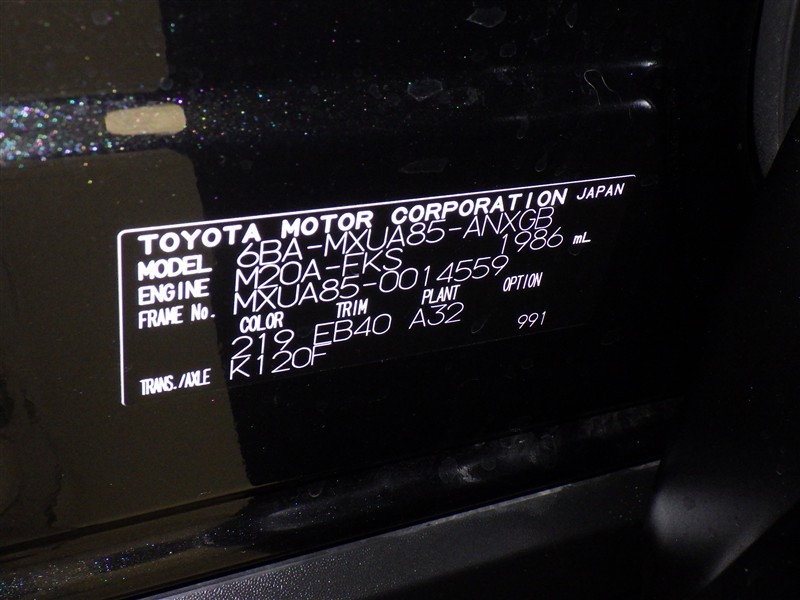 TOYOTA MOTOR CORPORATION JAPAN
MODEL 6BA-MXUA85-ANXGB
ENGINE M20A-FKS 1986 mL
FRAME No. MXUA85-0014559
COLOR TRIM PLANT OPTION
219 EB40 A32 991
TRANS./AXLE K120F